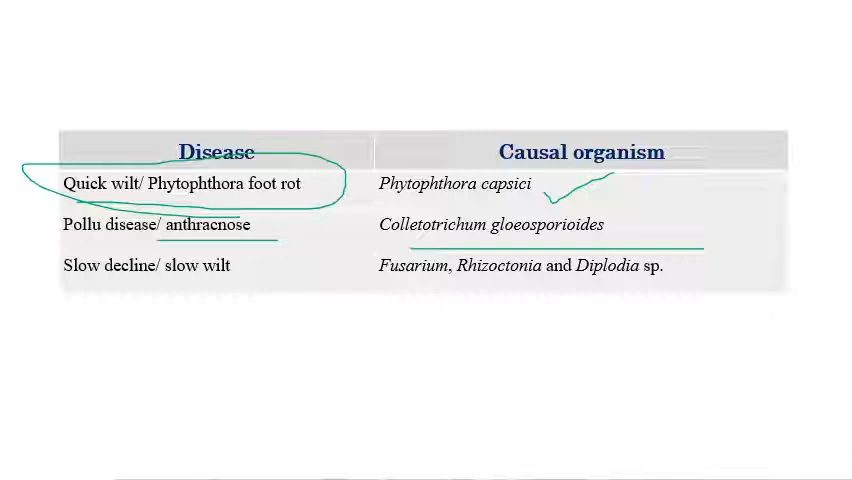 Disease Causal organism
Quick wilt/ Phytophthora foot rot Phytophthora capsici
Pollu disease/ anthracnose Colletotrichum gloeosporioides
Slow decline/ slow wilt Fusarium, Rhizoctonia and Diplodia sp.